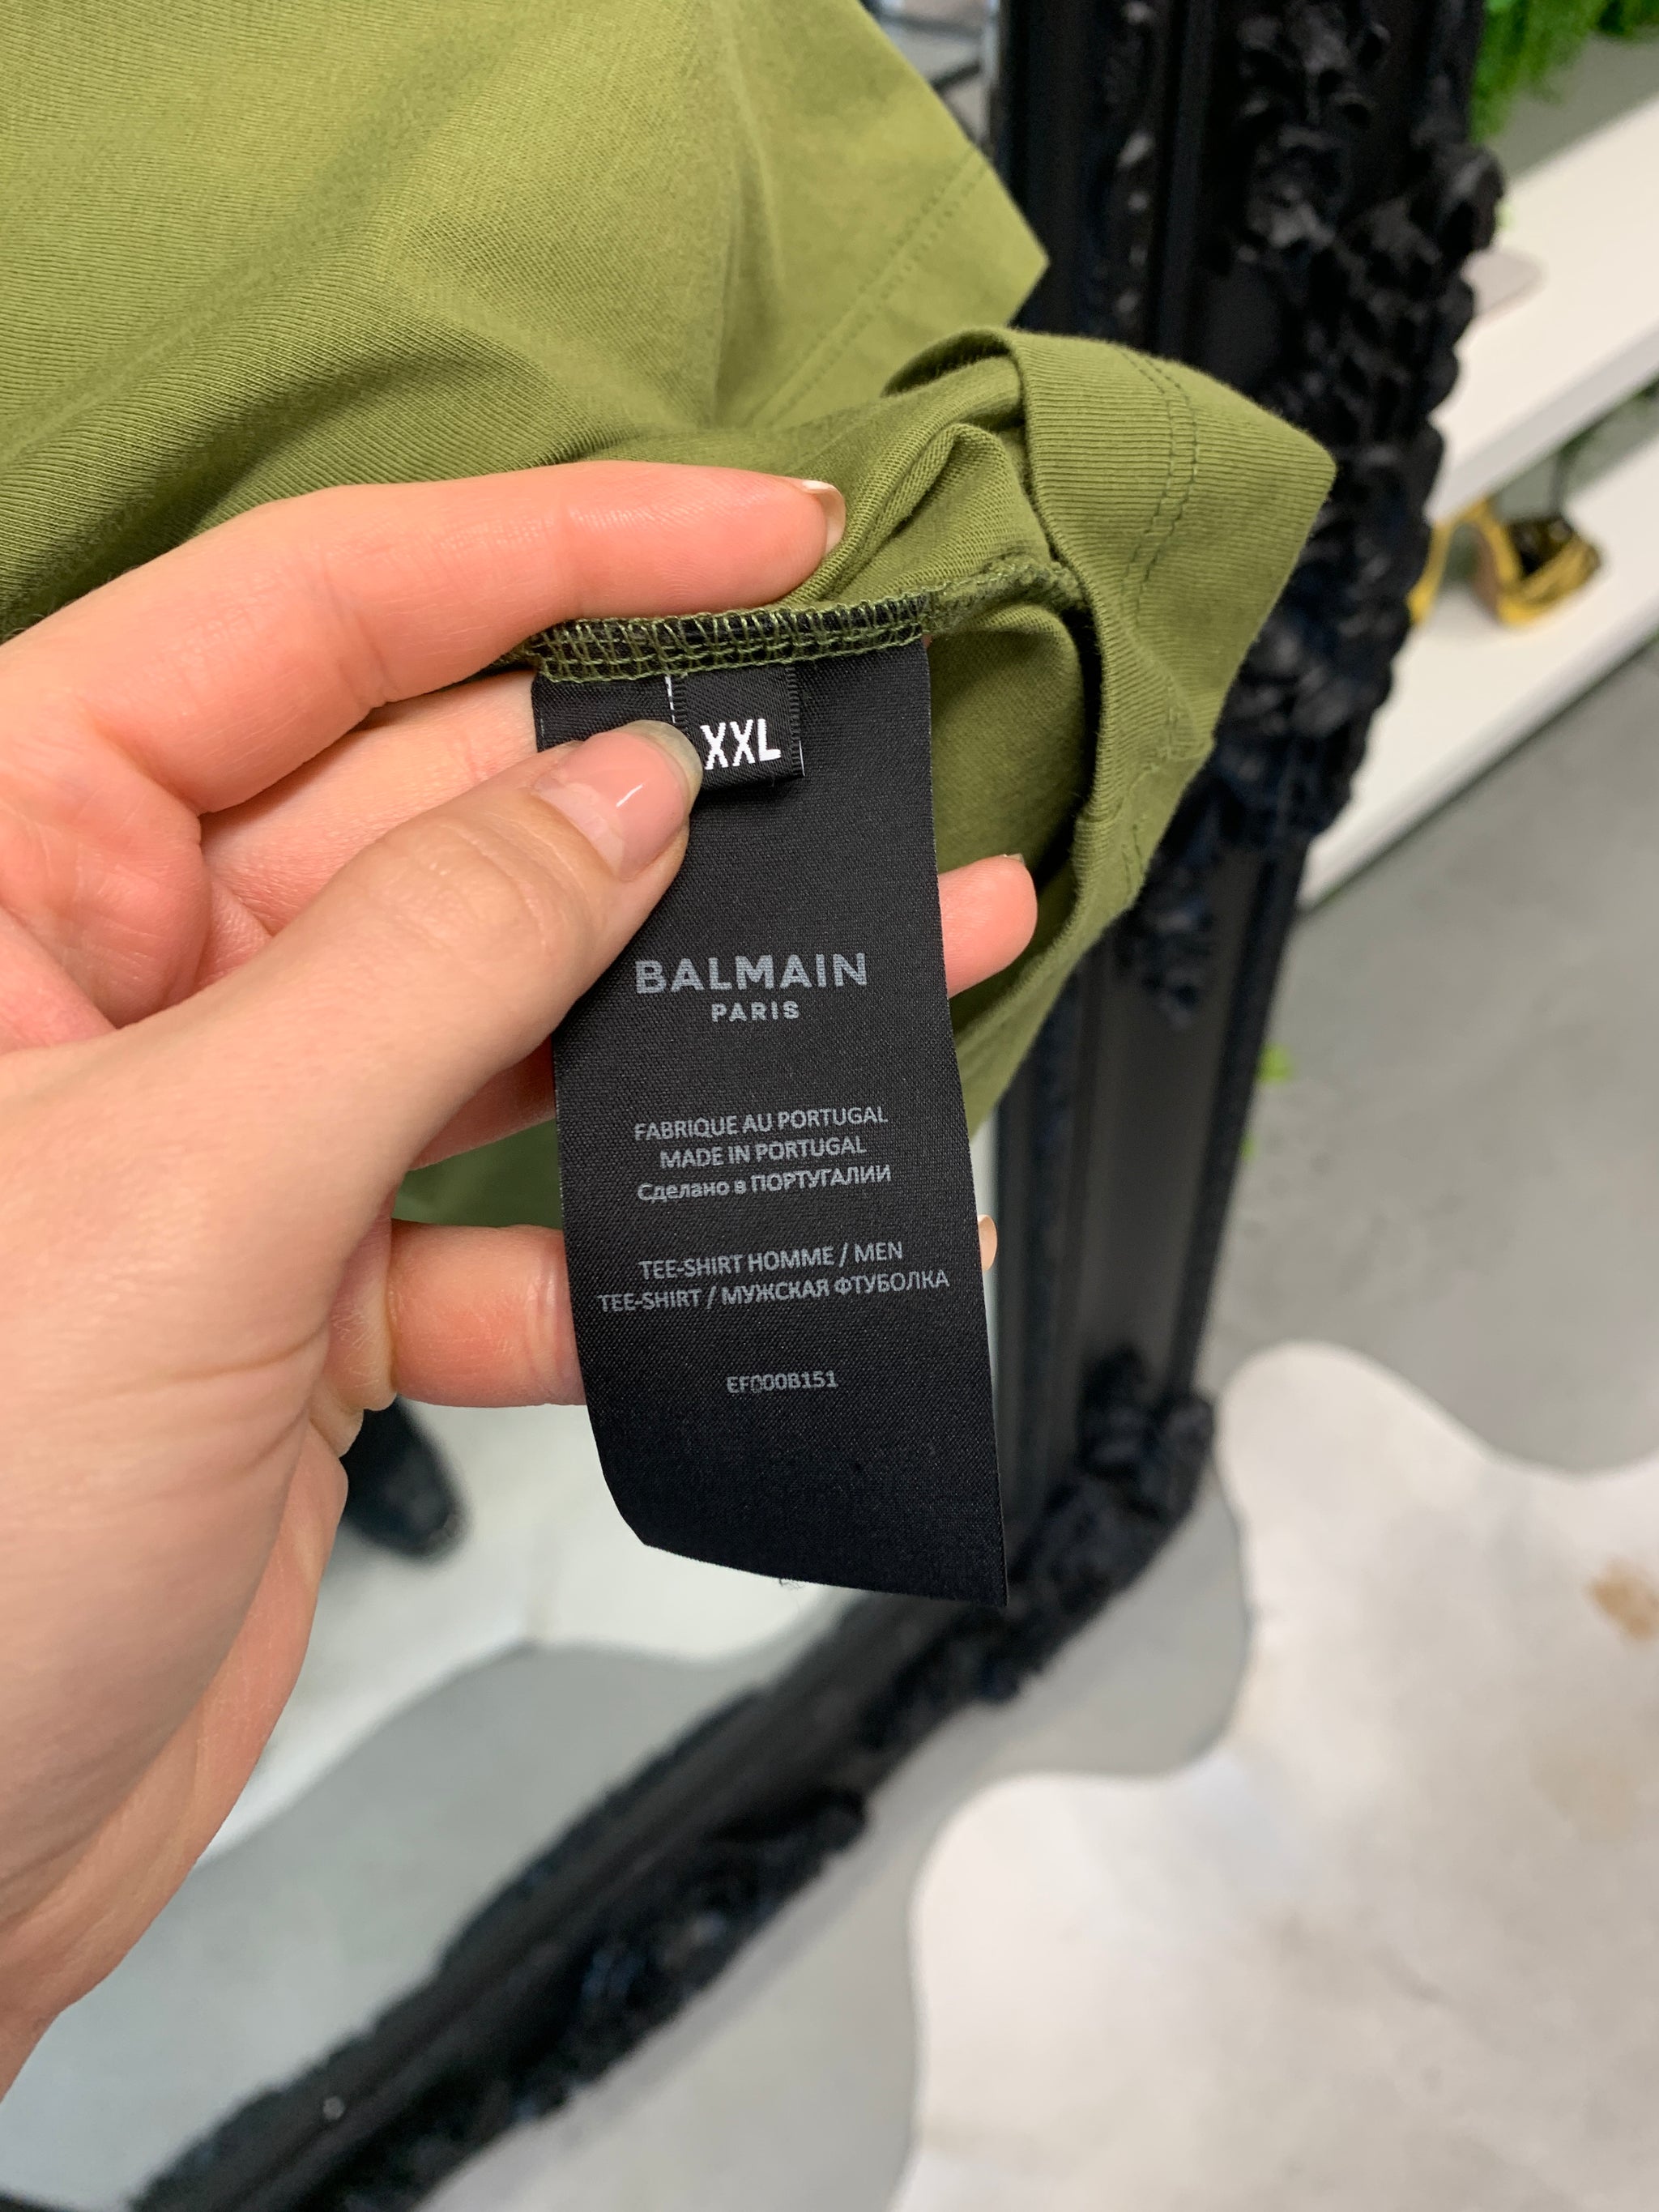 XXL
BALMAIN
PARIS
FABRIQUE AU PORTUGAL
MADE IN PORTUGAL
Сделано в ПОРТУГАЛИИ
TEE-SHIRT HOMME / MEN
TEE-SHIRT / МУЖСКАЯ ФТУБОЛКА
EF000B151